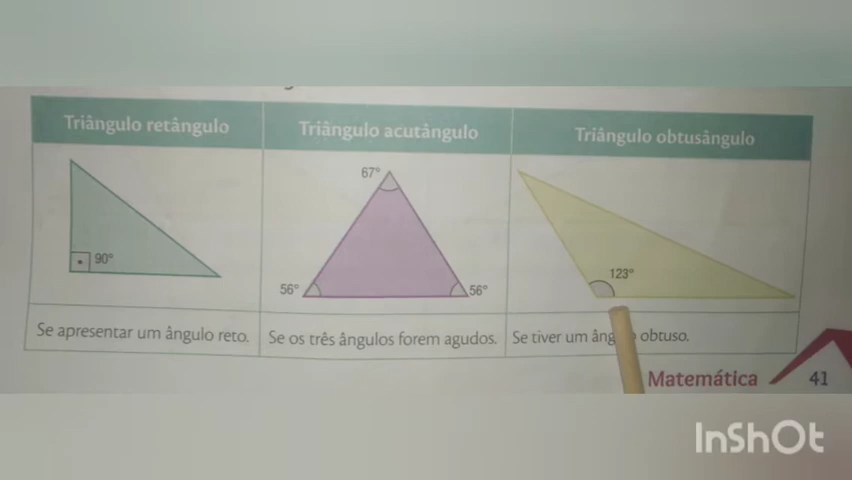 Triângulo retângulo
Triângulo acutângulo
Triângulo obtusângulo
90°
67°
56°
56°
123°
Se apresentar um ângulo reto.
Se os três ângulos forem agudos.
Se tiver um âng obtuso.
Matemática 41
InShOt